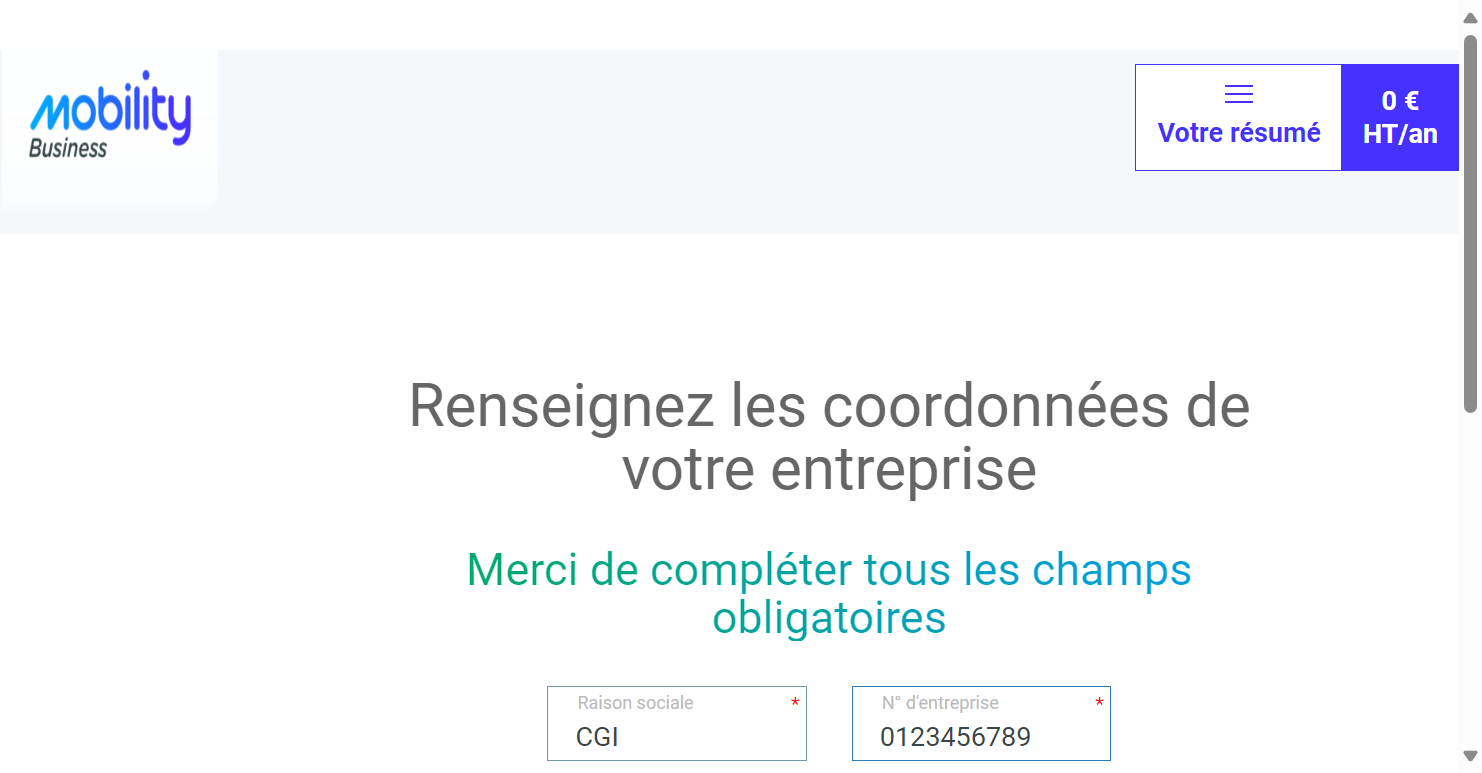 mobility
Business
Votre résumé
0 €
HT/an
Renseignez les coordonnées de
votre entreprise
Merci de compléter tous les champs
obligatoires
Raison sociale *
CGI
N° d'entreprise *
0123456789